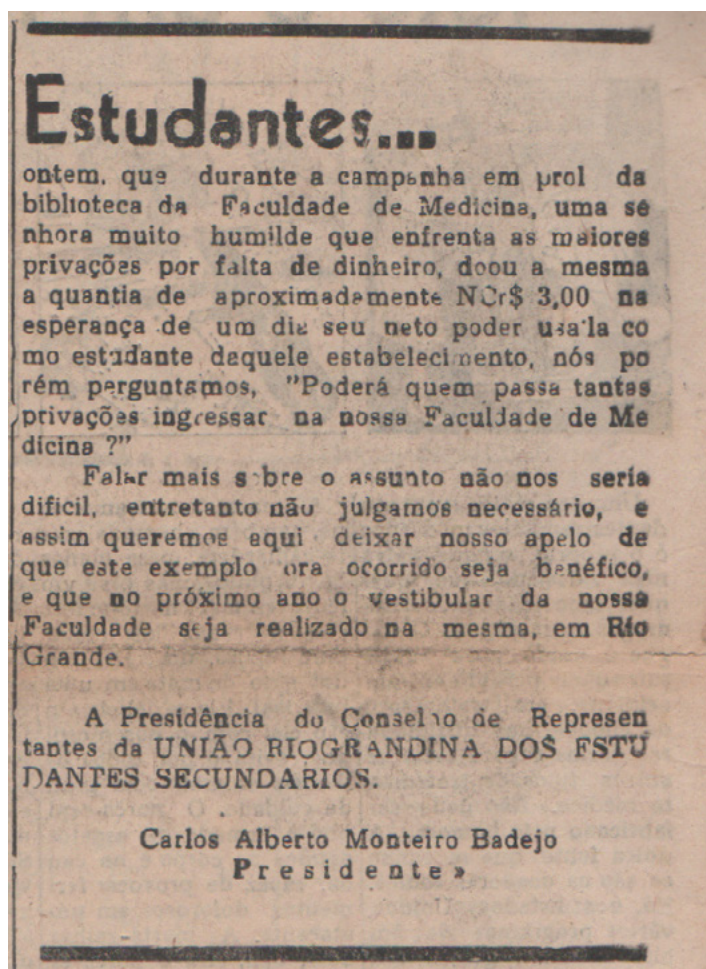 Estudantes...
ontem, que durante a campanha em prol da
biblioteca da Faculdade de Medicina, uma se
nhora muito humilde que enfrenta as maiores
privações por falta de dinheiro, doou a mesma
a quantia de aproximadamente NCr$ 3,00 na
esperança de um dia seu neto poder usa'la co
mo estudante daquele estabelecimento, nós po
rém perguntamos, "Poderá quem passa tantas
privações ingressar na nossa Faculdade de Me
dicina ?"
Falar mais sobre o assunto não nos seria
dificil, entretanto não julgamos necessário, e
assim queremos aqui deixar nosso apelo de
que este exemplo ora ocorrido seja benéfico,
e que no próximo ano o vestibular da nossa
Faculdade seja realizado na mesma, em Rio
Grande.
A Presidência do Conselho de Represen
tantes da UNIÃO RIOGRANDINA DOS ESTU
DANTES SECUNDARIOS.
Carlos Alberto Monteiro Badejo
Presidente »